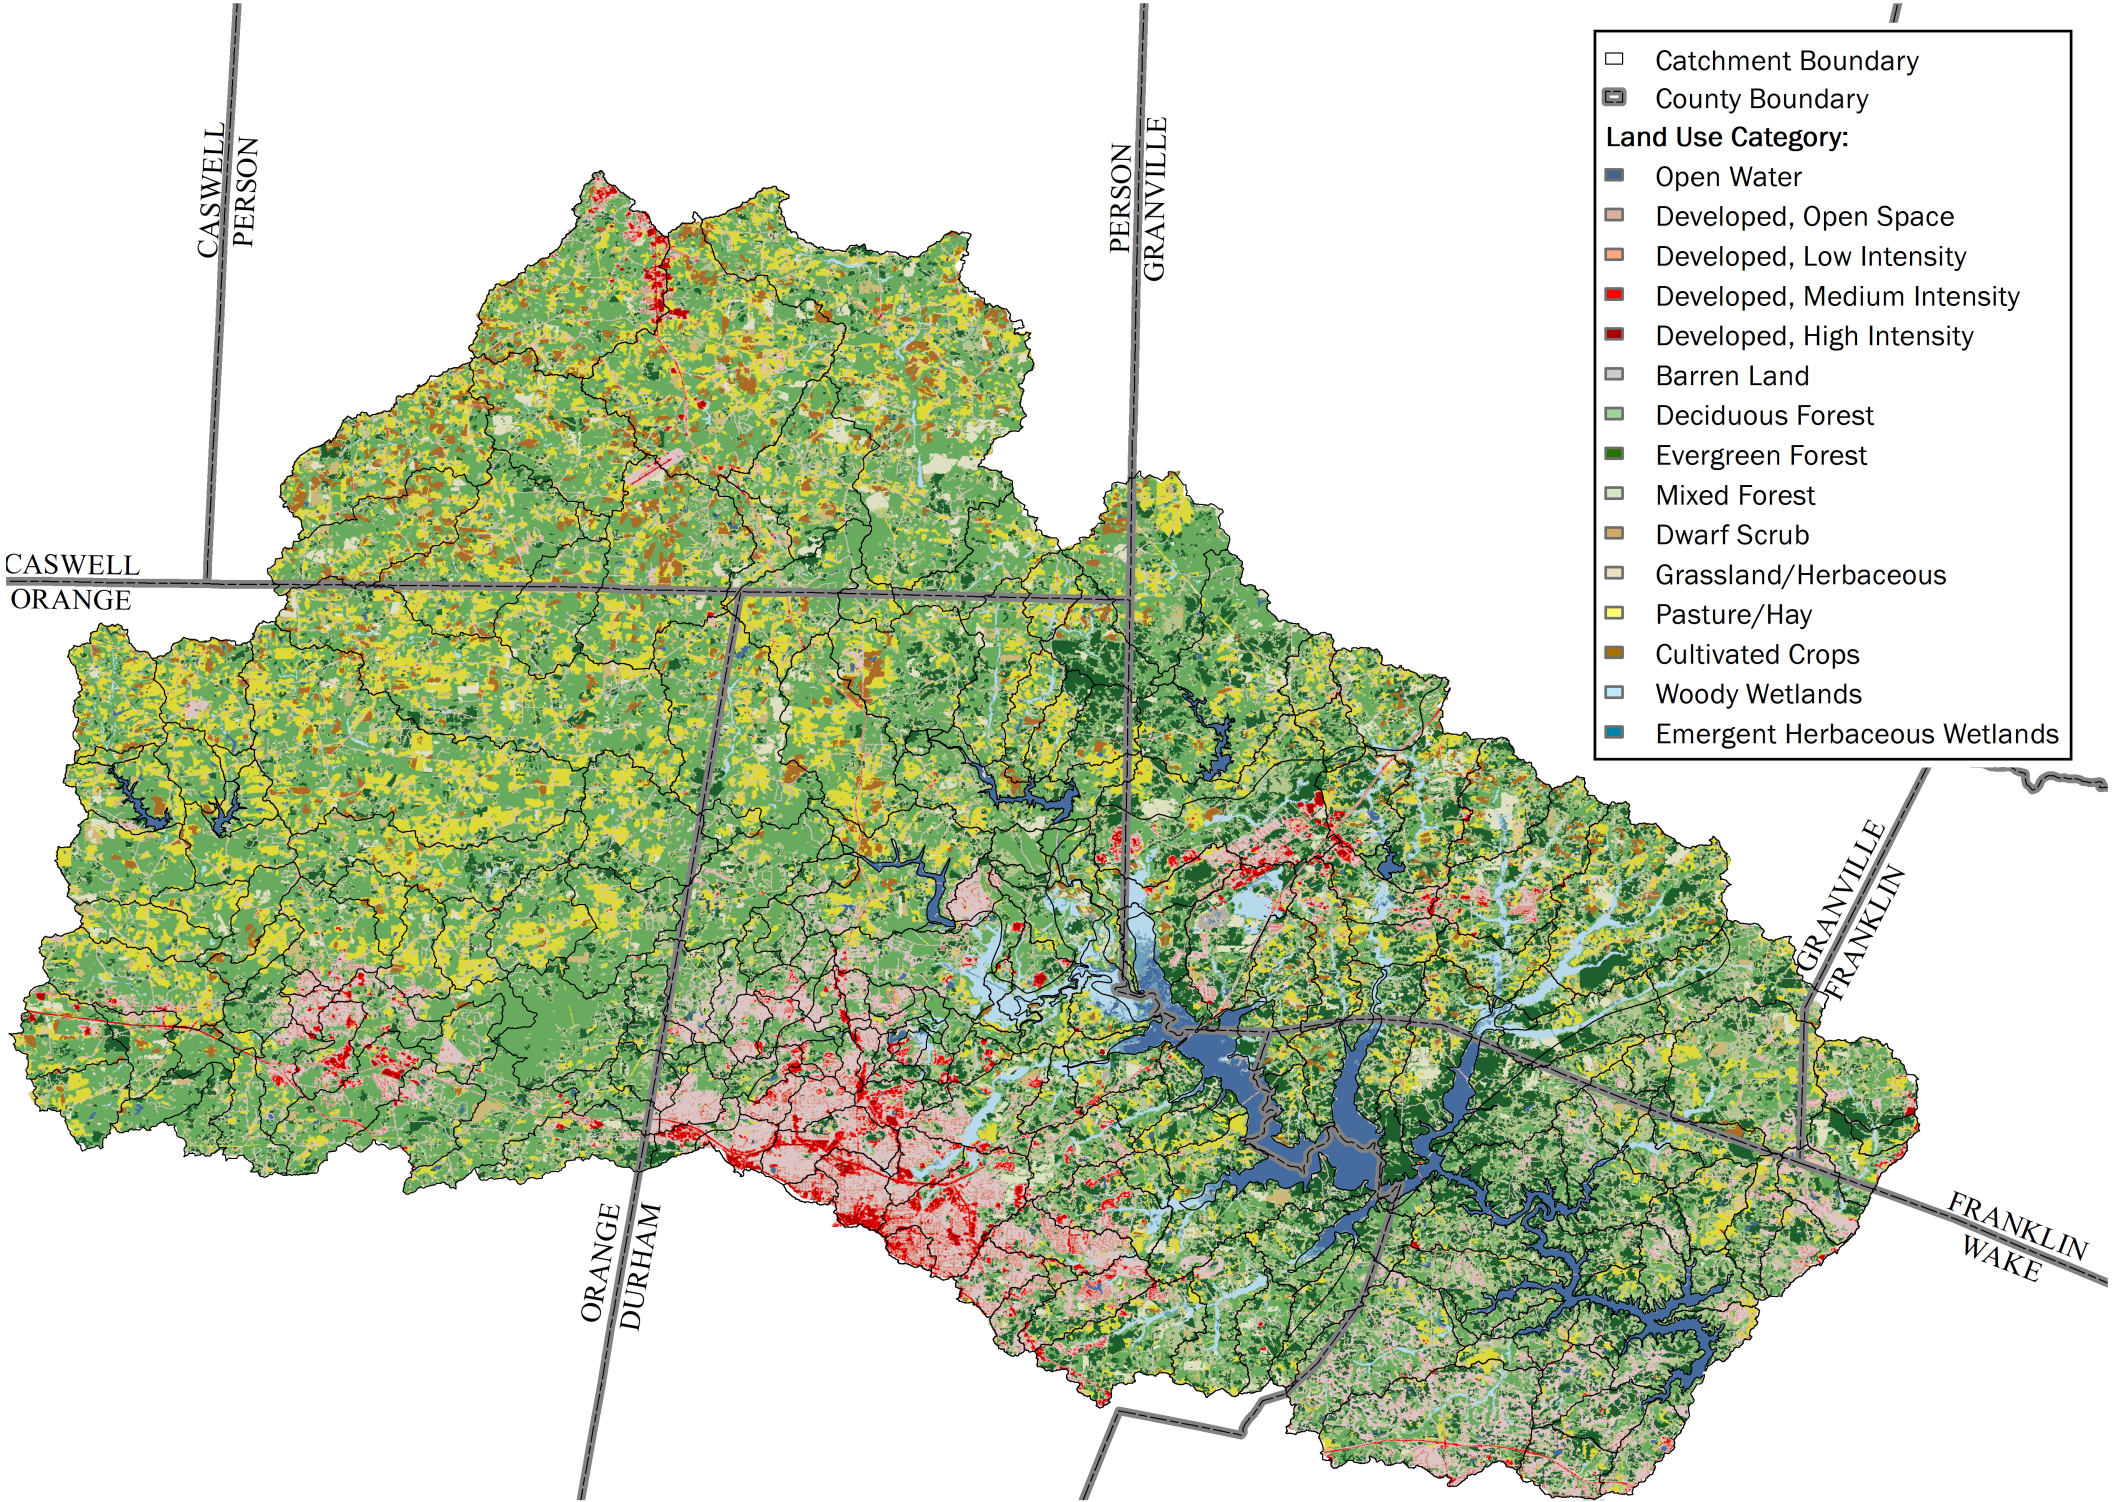 Catchment Boundary
County Boundary
Land Use Category:
Open Water
Developed, Open Space
Developed, Low Intensity
Developed, Medium Intensity
Developed, High Intensity
Barren Land
Deciduous Forest
Evergreen Forest
Mixed Forest
Dwarf Scrub
Grassland/Herbaceous
Pasture/Hay
Cultivated Crops
Woody Wetlands
Emergent Herbaceous Wetlands
CASWELL
PERSON
PERSON
GRANVILLE
CASWELL
ORANGE
GRANVILLE
FRANKLIN
ORANGE
DURHAM
FRANKLIN
WAKE